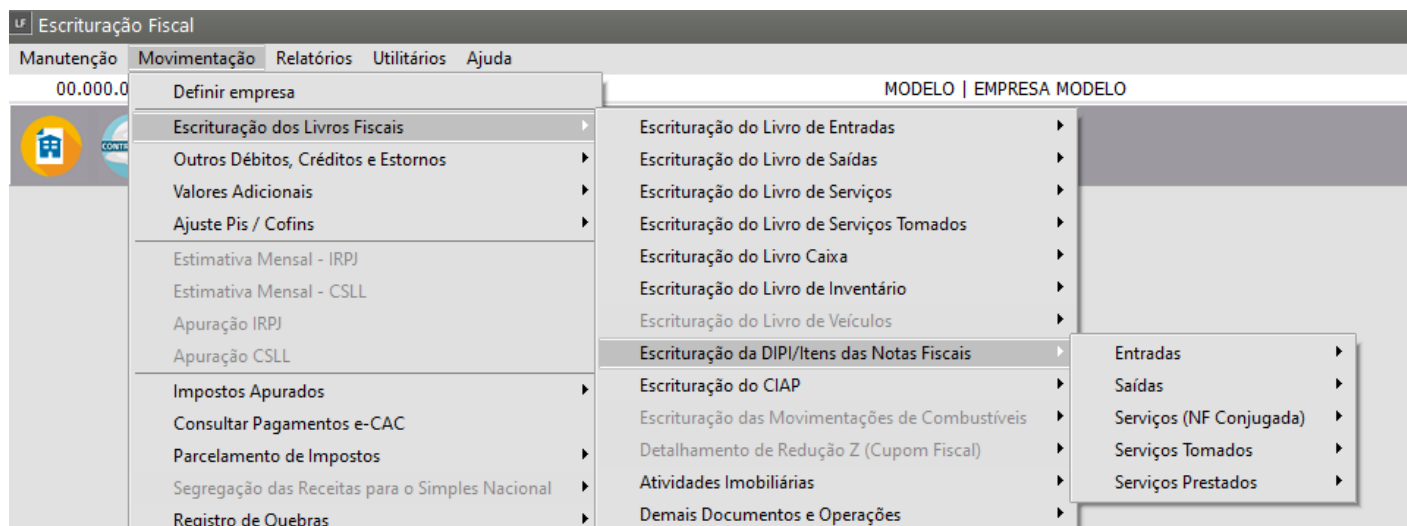 LF Escrituração Fiscal
Manutenção Movimentação Relatórios Utilitários Ajuda
00.000.0
MODELO | EMPRESA MODELO
Definir empresa
Escrituração dos Livros Fiscais
Outros Débitos, Créditos e Estornos
Valores Adicionais
Ajuste Pis / Cofins
Estimativa Mensal - IRPJ
Estimativa Mensal - CSLL
Apuração IRPJ
Apuração CSLL
Impostos Apurados
Consultar Pagamentos e-CAC
Parcelamento de Impostos
Segregação das Receitas para o Simples Nacional
Registro de Quebras
Escrituração do Livro de Entradas
Escrituração do Livro de Saídas
Escrituração do Livro de Serviços
Escrituração do Livro de Serviços Tomados
Escrituração do Livro Caixa
Escrituração do Livro de Inventário
Escrituração do Livro de Veículos
Escrituração da DIPI/Itens das Notas Fiscais
Escrituração do CIAP
Escrituração das Movimentações de Combustíveis
Detalhamento de Redução Z (Cupom Fiscal)
Atividades Imobiliárias
Demais Documentos e Operações
Entradas
Saídas
Serviços (NF Conjugada)
Serviços Tomados
Serviços Prestados